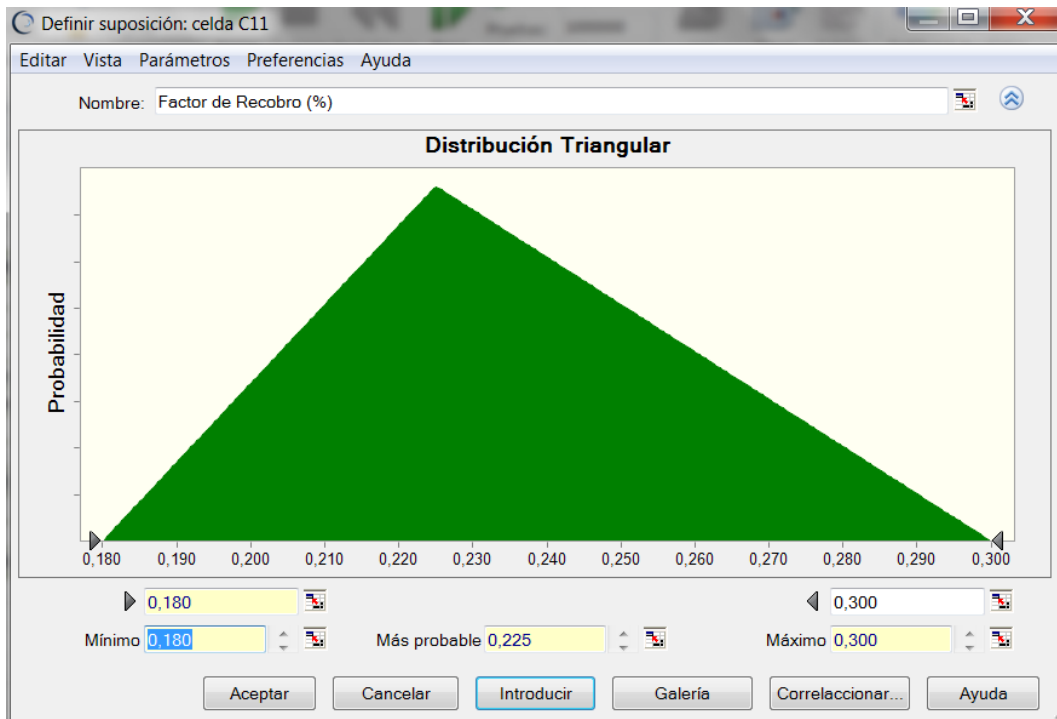 Definir suposición: celda C11
Editar Vista Parámetros Preferencias Ayuda
Nombre: Factor de Recobro (%)
Distribución Triangular
Probabilidad
0,180 0,190 0,200 0,210 0,220 0,230 0,240 0,250 0,260 0,270 0,280 0,290 0,300
0,180 0,300
Mínimo 0,180 Más probable 0,225 Máximo 0,300
Aceptar Cancelar Introducir Galería Correlaccionar... Ayuda